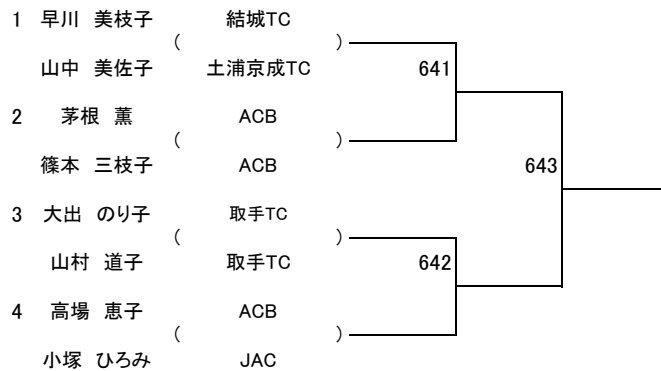 1 早川 美枝子 結城TC
( )
山中 美佐子 土浦京成TC 641
2 茅根 薫 ACB
( )
篠本 三枝子 ACB 643
3 大出 のり子 取手TC
( )
山村 道子 取手TC 642
4 高場 恵子 ACB
( )
小塚 ひろみ JAC